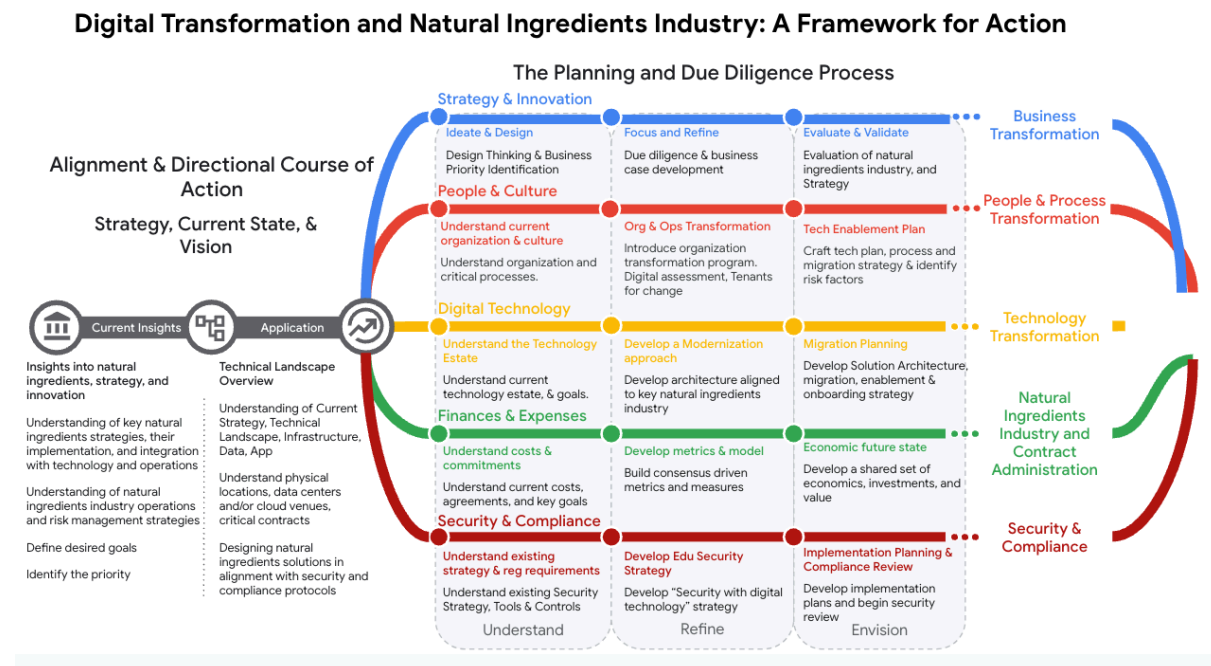 Digital Transformation and Natural Ingredients Industry: A Framework for Action
The Planning and Due Diligence Process
Alignment & Directional Course of
Action
Strategy, Current State, &
Vision
Current Insights
Application
Insights into natural
ingredients, strategy, and
innovation
Understanding of key natural
ingredients strategies, their
implementation, and integration
with technology and operations
Understanding of natural
ingredients industry operations
and risk management strategies
Define desired goals
Identify the priority
Technical Landscape
Overview
Understanding of Current
Strategy, Technical
Landscape, Infrastructure,
Data, App
Understand physical
locations, data centers
and/or cloud venues,
critical contracts
Designing natural
ingredients solutions in
alignment with security and
compliance protocols
Strategy & Innovation
Ideate & Design
Design Thinking & Business
Priority Identification
Focus and Refine
Due diligence & business
case development
Evaluate & Validate
Evaluation of natural
ingredients industry, and
Strategy
Business
Transformation
People & Culture
Understand current
organization & culture
Understand organization and
critical processes.
Org & Ops Transformation
Introduce organization
transformation program.
Digital assessment, Tenants
for change
Tech Enablement Plan
Craft tech plan, process and
migration strategy & identify
risk factors
People & Process
Transformation
Digital Technology
Understand the Technology
Estate
Understand current
technology estate, & goals.
Develop a Modernization
approach
Develop architecture aligned
to key natural ingredients
industry
Migration Planning
Develop Solution Architecture,
migration, enablement &
onboarding strategy
Technology
Transformation
Finances & Expenses
Understand costs &
commitments
Understand current costs,
agreements, and key goals
Develop metrics & model
Build consensus driven
metrics and measures
Economic future state
Develop a shared set of
economics, investments, and
value
Natural
Ingredients
Industry and
Contract
Administration
Security & Compliance
Understand existing
strategy & reg requirements
Understand existing Security
Strategy, Tools & Controls
Develop Edu Security
Strategy
Develop “Security with digital
technology” strategy
Implementation Planning &
Compliance Review
Develop implementation
plans and begin security
review
Security &
Compliance
Understand
Refine
Envision